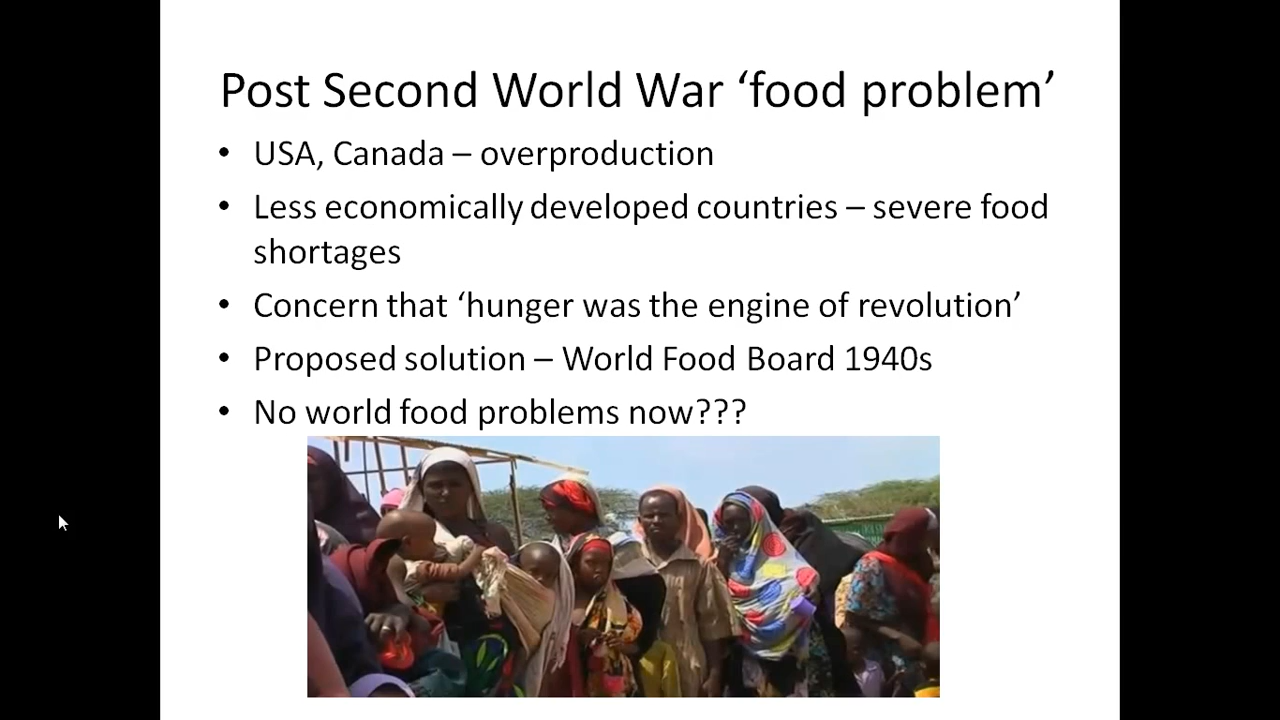 Post Second World War ‘food problem’
• USA, Canada – overproduction
• Less economically developed countries – severe food
shortages
• Concern that ‘hunger was the engine of revolution’
• Proposed solution – World Food Board 1940s
• No world food problems now???